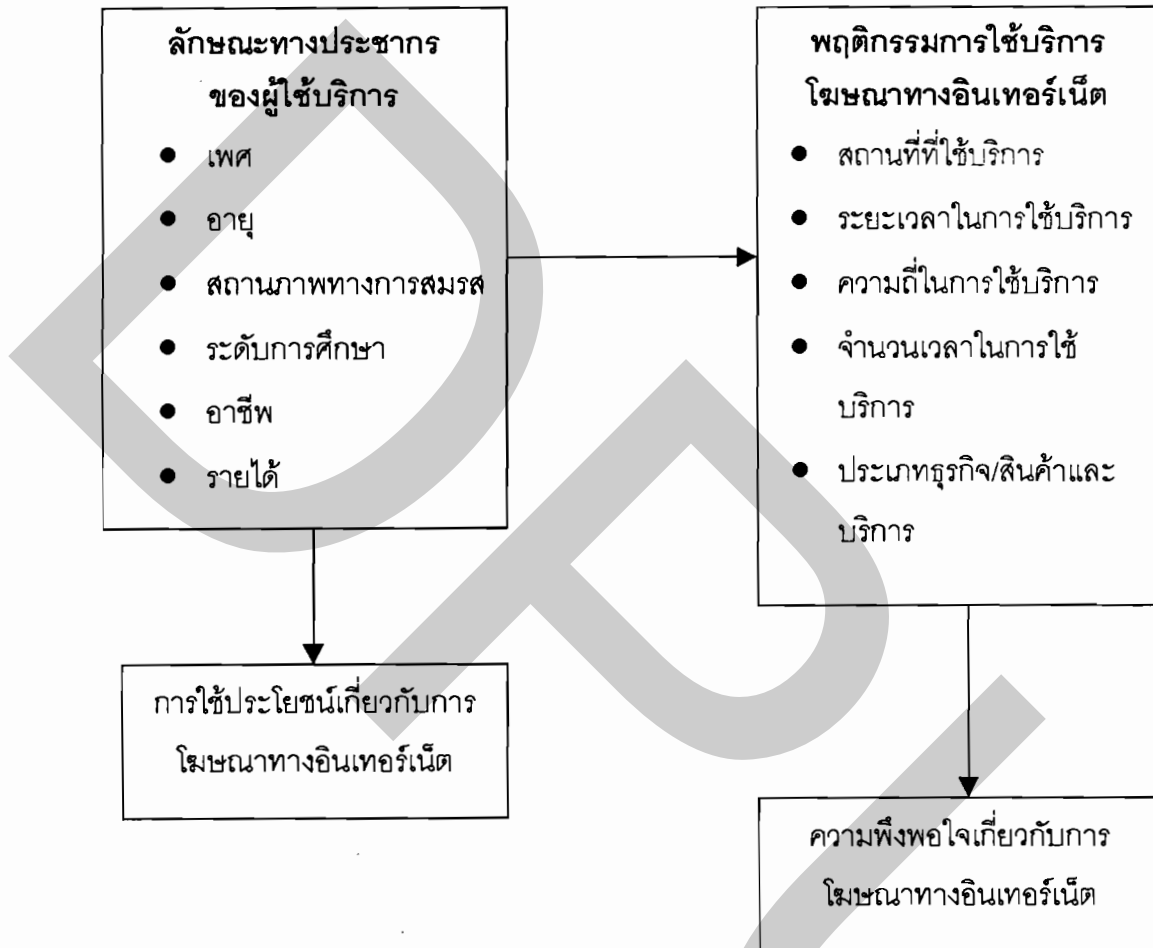 ลักษณะทางประชากร
ของผู้ใช้บริการ
● เพศ
● อายุ
● สถานภาพทางการสมรส
● ระดับการศึกษา
● อาชีพ
● รายได้
พฤติกรรมการใช้บริการ
โฆษณาทางอินเทอร์เน็ต
● สถานที่ที่ใช้บริการ
● ระยะเวลาในการใช้บริการ
● ความถี่ในการใช้บริการ
● จำนวนเวลาในการใช้
บริการ
● ประเภทธุรกิจ/สินค้าและ
บริการ
การใช้ประโยชน์เกี่ยวกับการ
โฆษณาทางอินเทอร์เน็ต
ความพึงพอใจเกี่ยวกับการ
โฆษณาทางอินเทอร์เน็ต